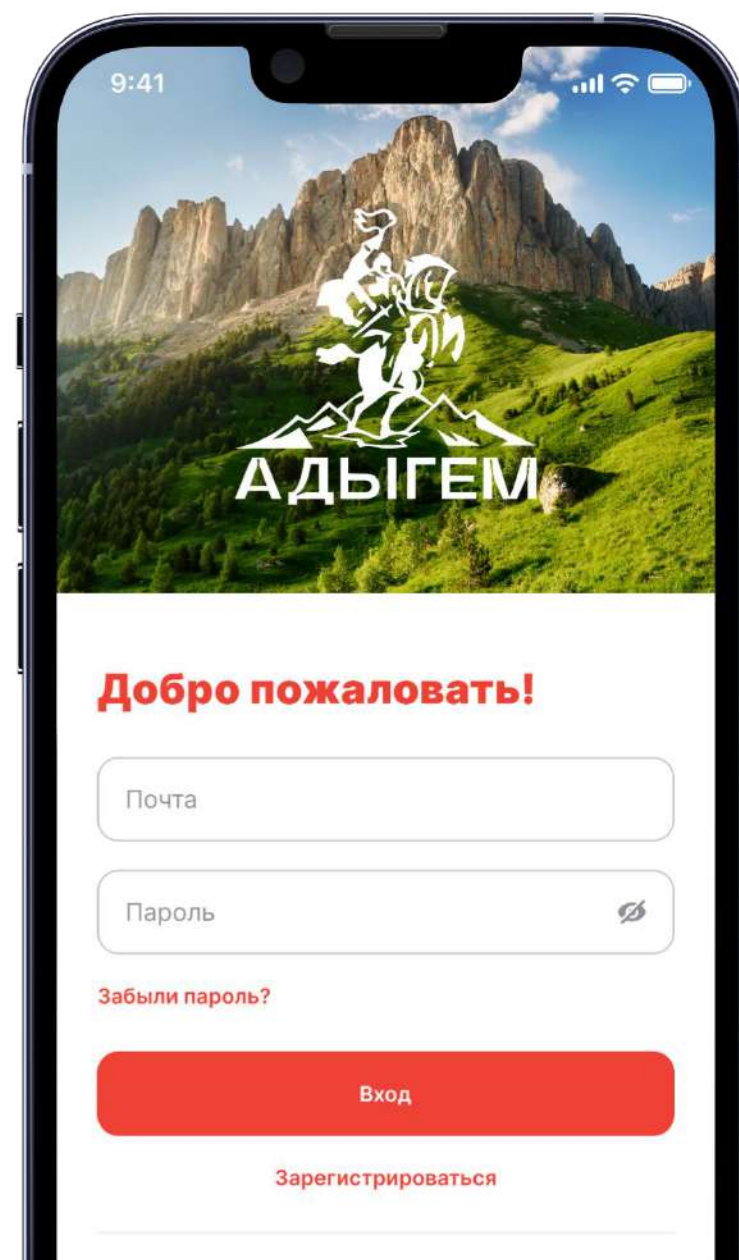 9:41
АДЫГЕМ
Добро пожаловать!
Почта
Пароль
Забыли пароль?
Вход
Зарегистрироваться